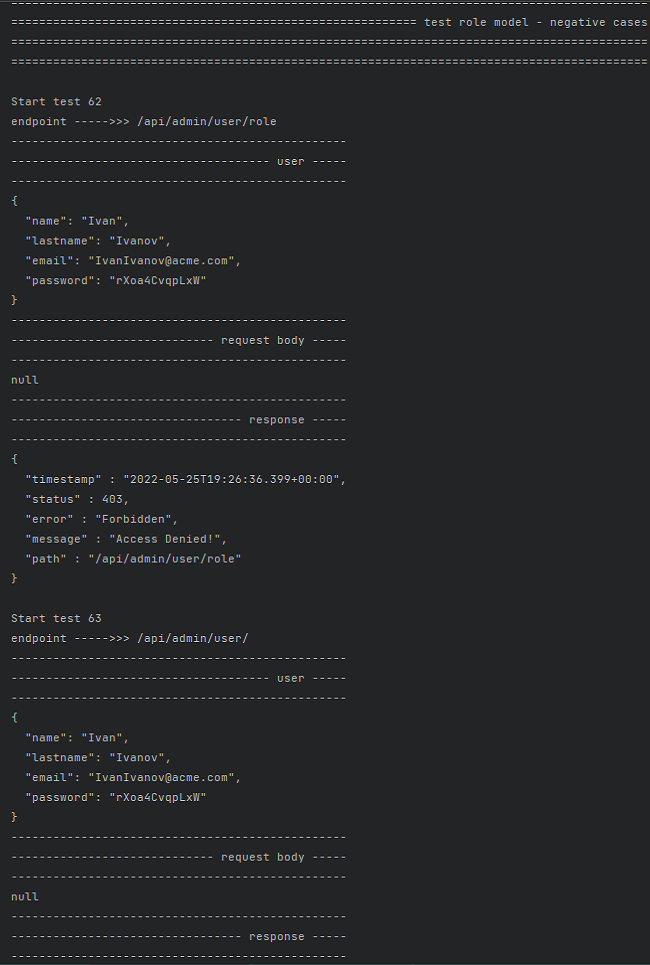 ===========================================================================================
========================================================== test role model - negative cases
===========================================================================================
===========================================================================================
Start test 62
endpoint ----->>> /api/admin/user/role
------------------------------------------------
------------------------------------- user -----
------------------------------------------------
{
  "name": "Ivan",
  "lastname": "Ivanov",
  "email": "IvanIvanov@acme.com",
  "password": "rXoa4CvqpLxW"
}
------------------------------------------------
----------------------------- request body -----
------------------------------------------------
null
------------------------------------------------
--------------------------------- response -----
------------------------------------------------
{
  "timestamp" : "2022-05-25T19:26:36.399+00:00",
  "status" : 403,
  "error" : "Forbidden",
  "message" : "Access Denied!",
  "path" : "/api/admin/user/role"
}
Start test 63
endpoint ----->>> /api/admin/user/
------------------------------------------------
------------------------------------- user -----
------------------------------------------------
{
  "name": "Ivan",
  "lastname": "Ivanov",
  "email": "IvanIvanov@acme.com",
  "password": "rXoa4CvqpLxW"
}
------------------------------------------------
----------------------------- request body -----
------------------------------------------------
null
------------------------------------------------
--------------------------------- response -----
------------------------------------------------